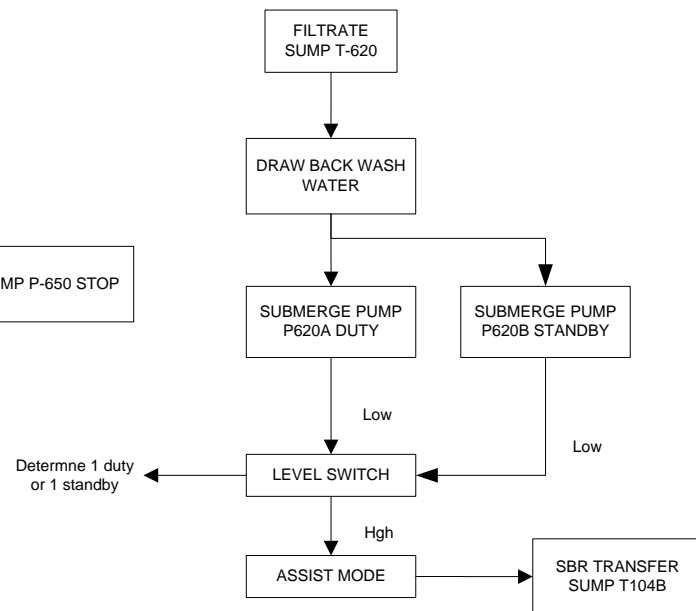 FILTRATE
SUMP T-620
DRAW BACK WASH
WATER
MP P-650 STOP
SUBMERGE PUMP
P620A DUTY
SUBMERGE PUMP
P620B STANDBY
Low
Low
Determne 1 duty
or 1 standby
LEVEL SWITCH
Hgh
ASSIST MODE
SBR TRANSFER
SUMP T104B